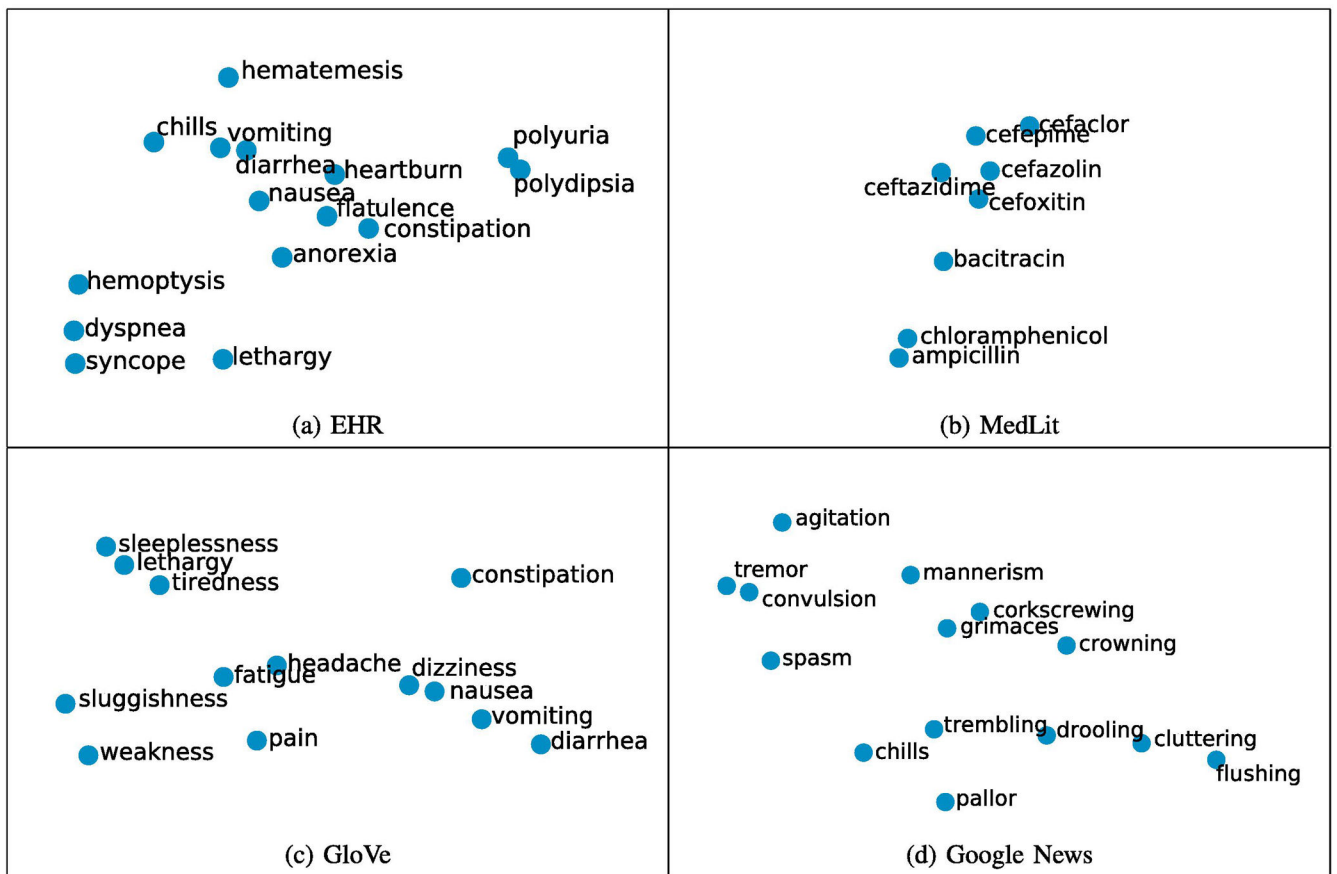 hematemesis
chills
vomiting
diarrhea
heartburn
polyuria
polydipsia
nausea
flatulence
constipation
anorexia
hemoptysis
dyspnea
syncope
lethargy
(a) EHR
cefaclor
cefepime
cefazolin
ceftazidime
cefoxitin
bacitracin
chloramphenicol
ampicillin
(b) MedLit
sleeplessness
lethargy
tiredness
constipation
headache
fatigue
dizziness
nausea
sluggishness
vomiting
pain
diarrhea
weakness
(c) GloVe
agitation
tremor
convulsion
mannerism
corkscrewing
grimaces
crowning
spasm
trembling
drooling
cluttering
chills
flushing
pallor
(d) Google News